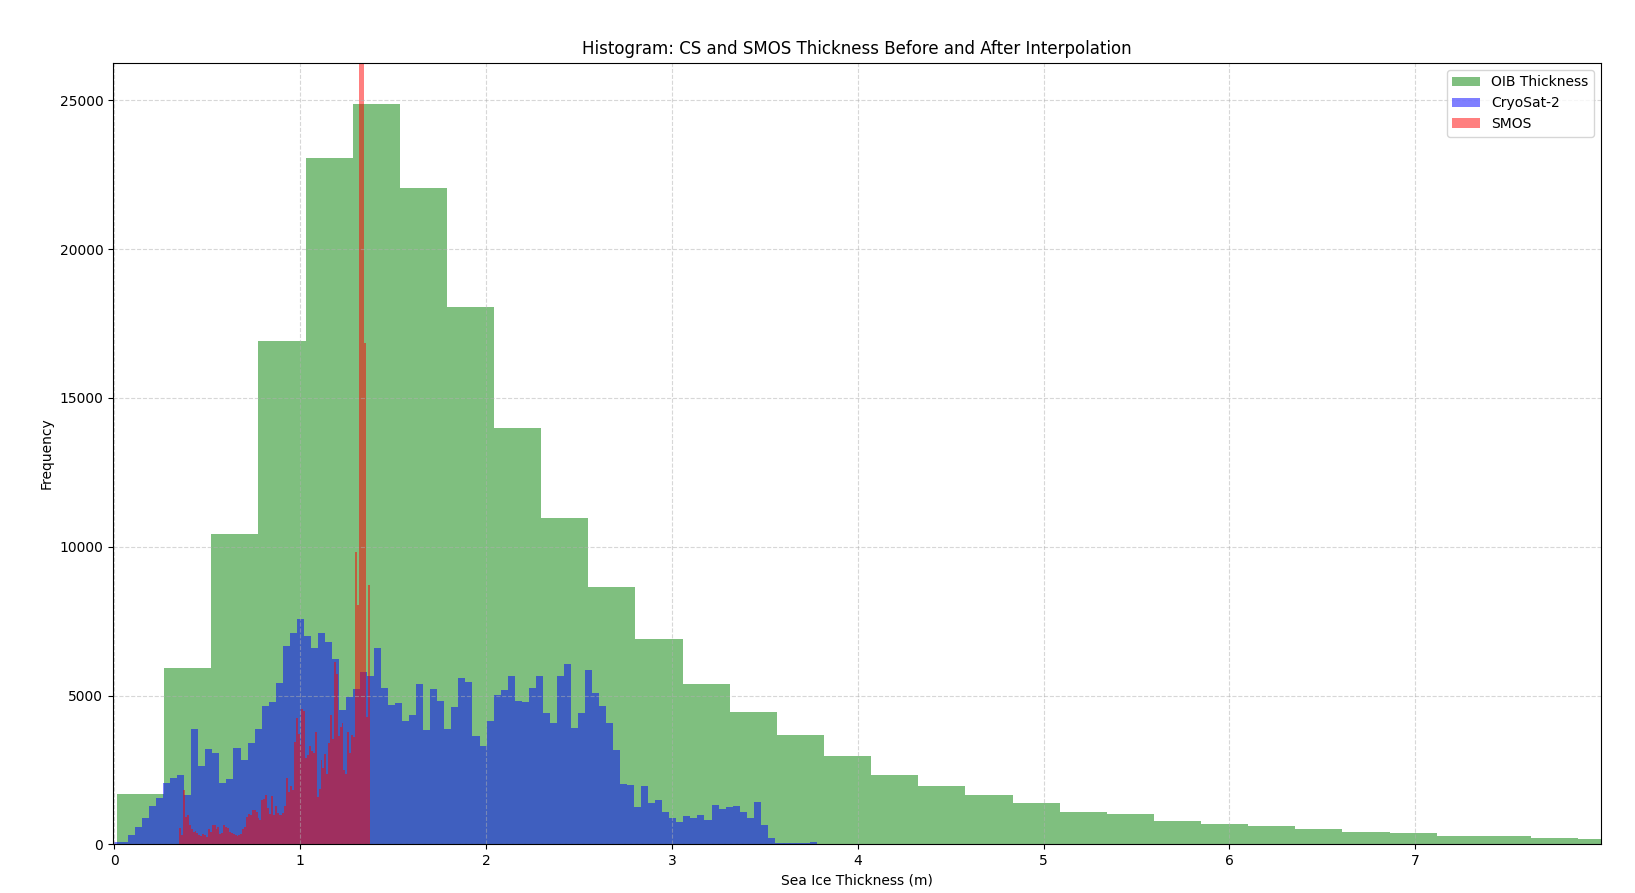 Histogram: CS and SMOS Thickness Before and After Interpolation
OIB Thickness
CryoSat-2
SMOS
25000
20000
15000
10000
5000
0
Frequency
0 1 2 3 4 5 6 7
Sea Ice Thickness (m)